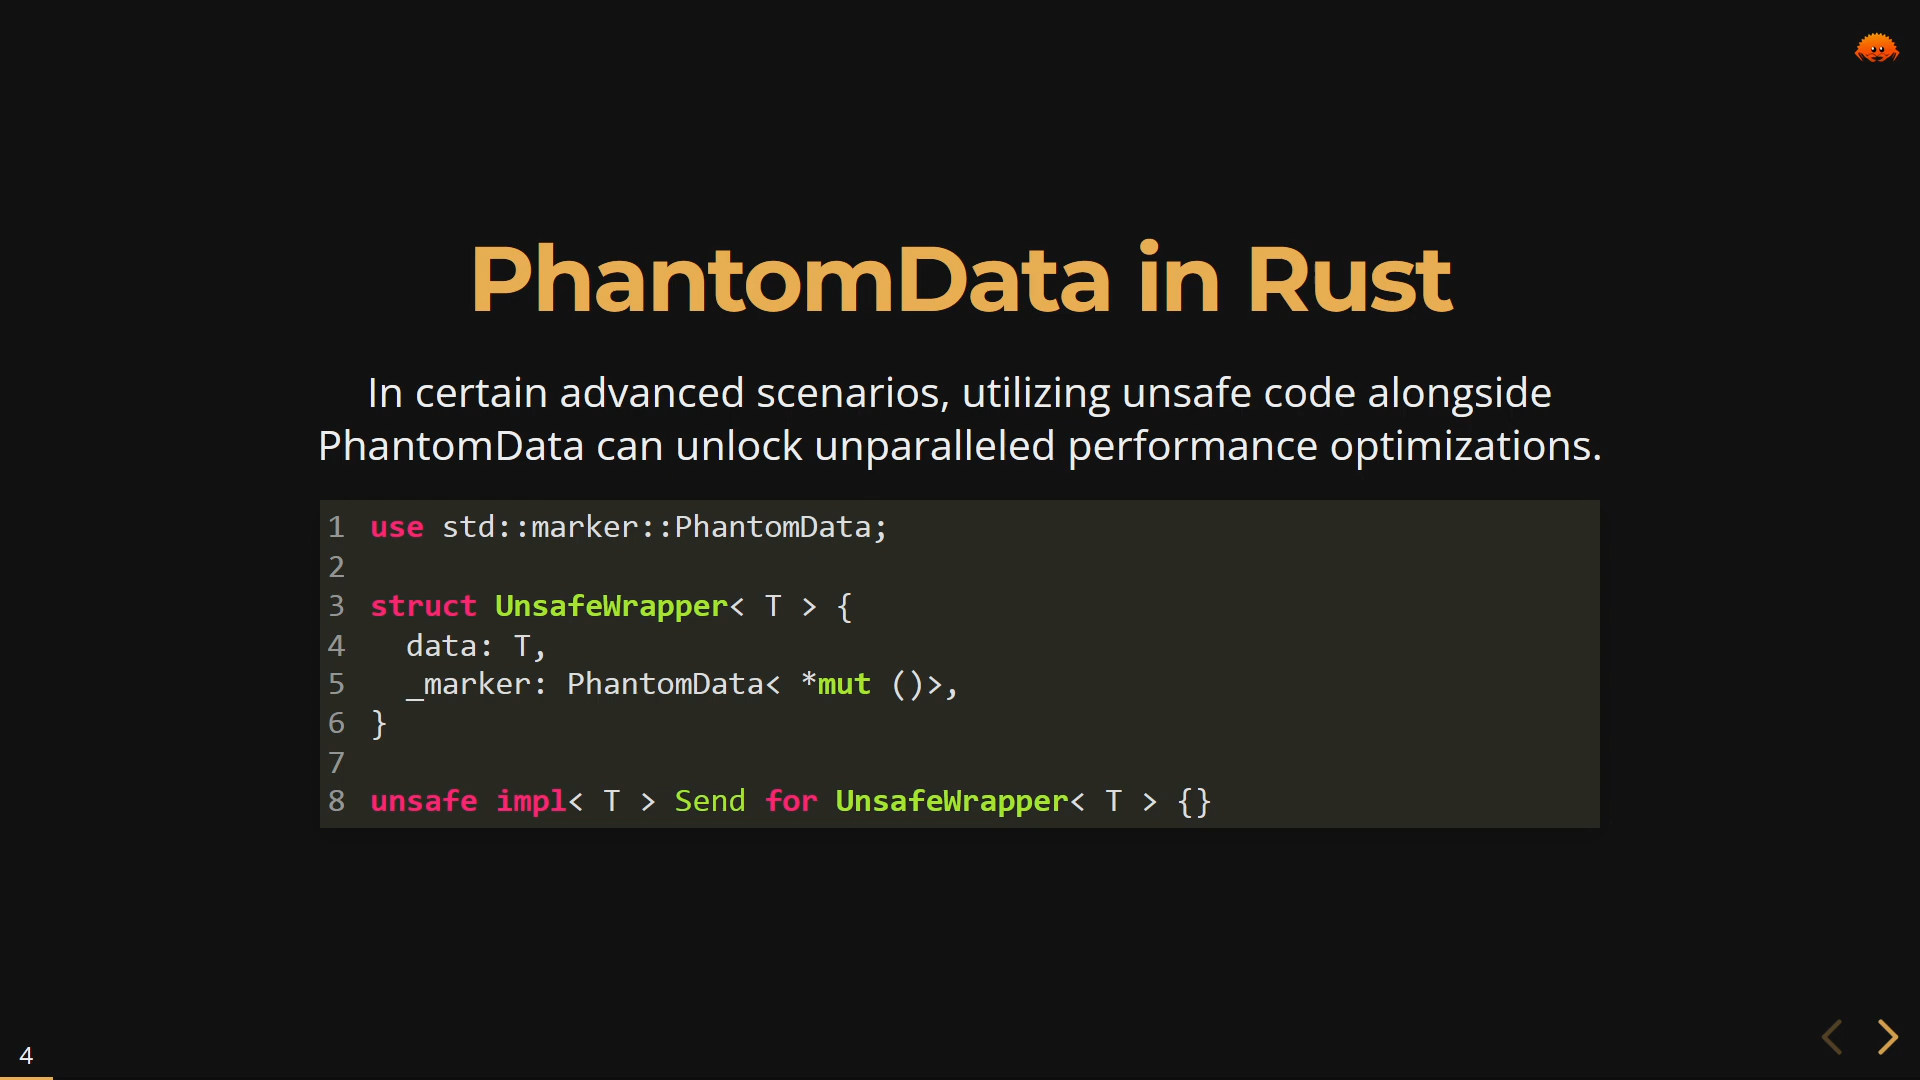 PhantomData in Rust
In certain advanced scenarios, utilizing unsafe code alongside
PhantomData can unlock unparalleled performance optimizations.
1 use std::marker::PhantomData;
2
3 struct UnsafeWrapper< T > {
4   data: T,
5   _marker: PhantomData< *mut ()>,
6 }
7
8 unsafe impl< T > Send for UnsafeWrapper< T > {}
4